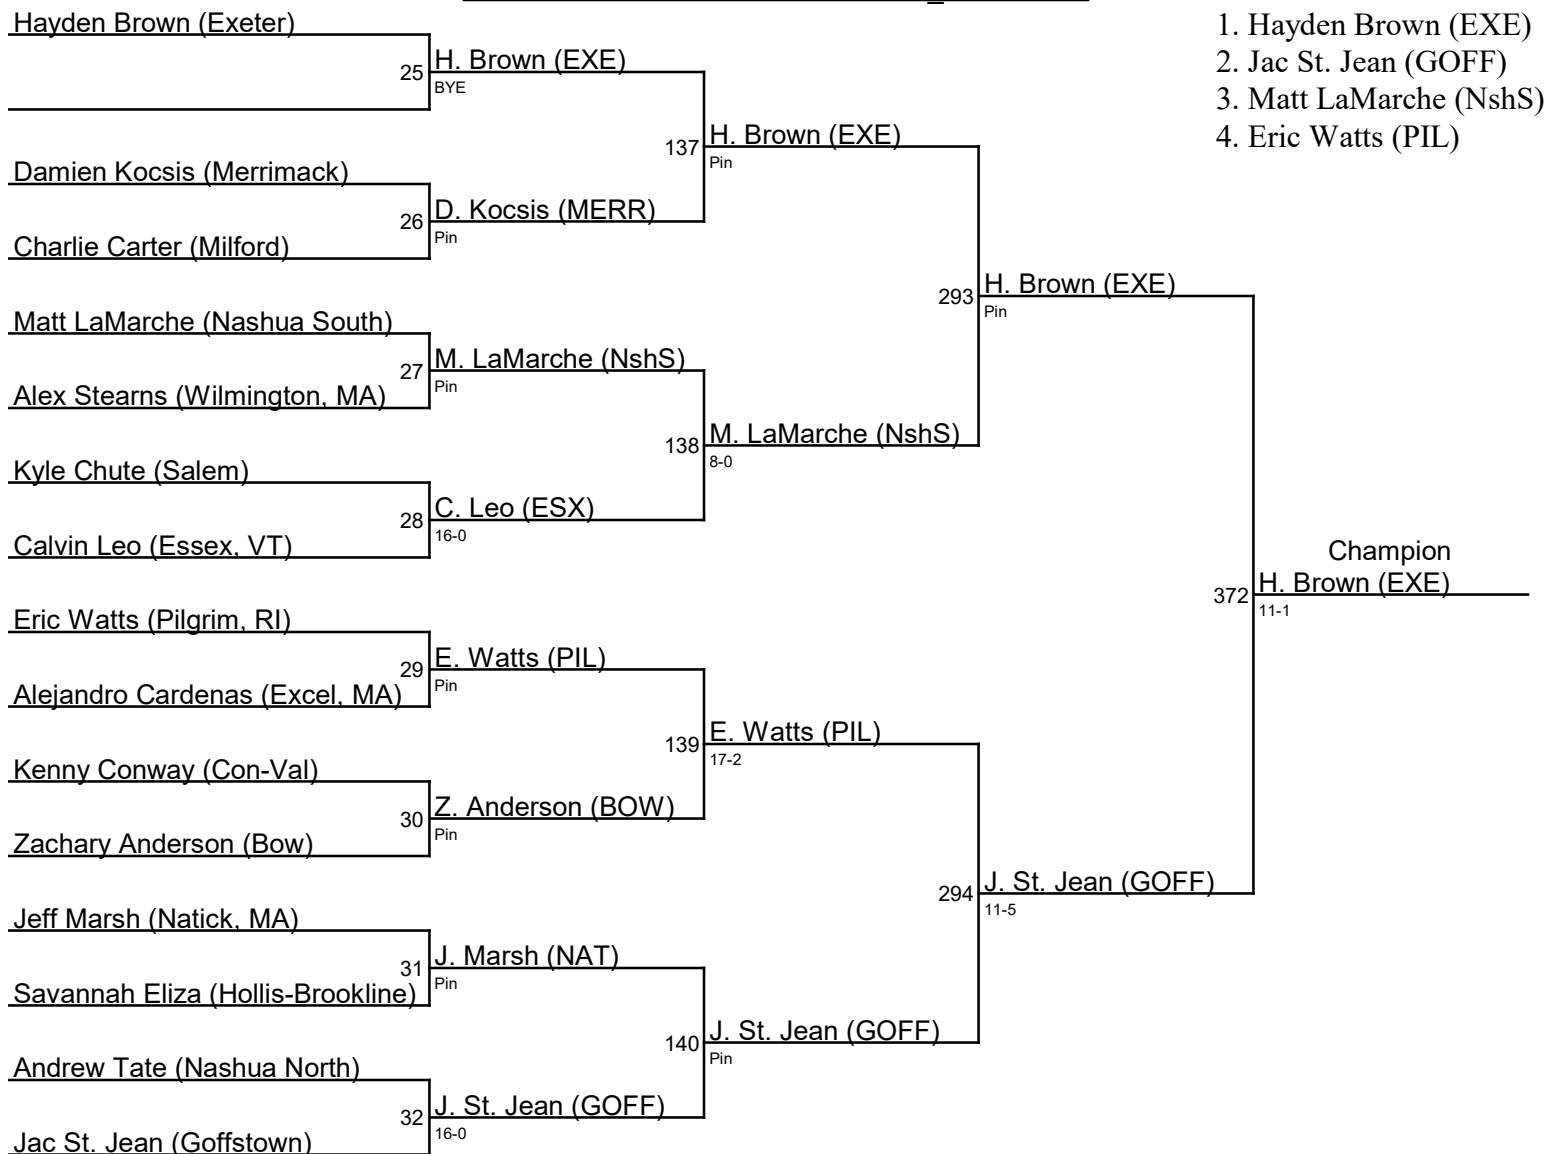 Hayden Brown (Exeter)
25
H. Brown (EXE)
BYE
Damien Kocsis (Merrimack)
26
D. Kocsis (MERR)
Pin
Charlie Carter (Milford)
137
H. Brown (EXE)
Pin
Matt LaMarche (Nashua South)
27
M. LaMarche (NshS)
Pin
Alex Stearns (Wilmington, MA)
138
M. LaMarche (NshS)
8-0
Kyle Chute (Salem)
28
C. Leo (ESX)
16-0
Calvin Leo (Essex, VT)
293
H. Brown (EXE)
Pin
Eric Watts (Pilgrim, RI)
29
E. Watts (PIL)
Pin
Alejandro Cardenas (Excel, MA)
139
E. Watts (PIL)
17-2
Kenny Conway (Con-Val)
30
Z. Anderson (BOW)
Pin
Zachary Anderson (Bow)
Jeff Marsh (Natick, MA)
31
J. Marsh (NAT)
Pin
Savannah Eliza (Hollis-Brookline)
140
J. St. Jean (GOFF)
Pin
Andrew Tate (Nashua North)
32
J. St. Jean (GOFF)
16-0
Jac St. Jean (Goffstown)
294
J. St. Jean (GOFF)
11-5
Champion
372
H. Brown (EXE)
11-1
1. Hayden Brown (EXE)
2. Jac St. Jean (GOFF)
3. Matt LaMarche (NshS)
4. Eric Watts (PIL)